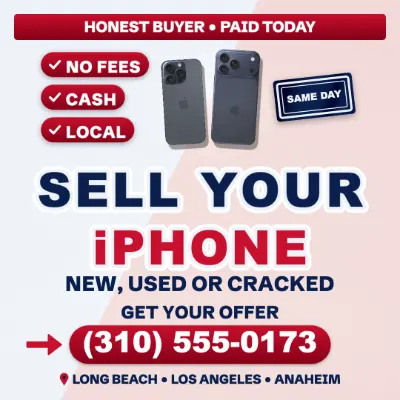 HONEST BUYER • PAID TODAY
NO FEES
CASH
LOCAL
SAME DAY
SELL YOUR
iPHONE
NEW, USED OR CRACKED
GET YOUR OFFER
(310) 555-0173
LONG BEACH • LOS ANGELES • ANAHEIM